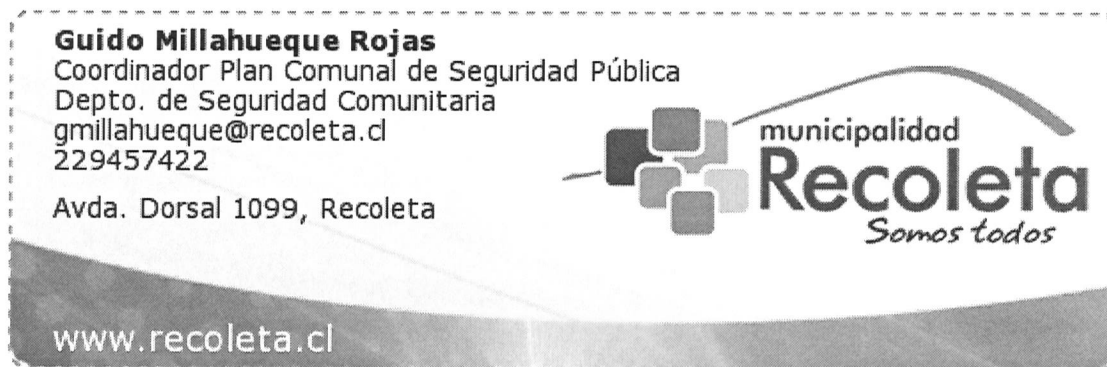 Guido Millahueque Rojas
Coordinador Plan Comunal de Seguridad Pública
Depto. de Seguridad Comunitaria
gmillahueque@recoleta.cl
229457422
Avda. Dorsal 1099, Recoleta
municipalidad
Recoleta
Somos todos
www.recoleta.cl